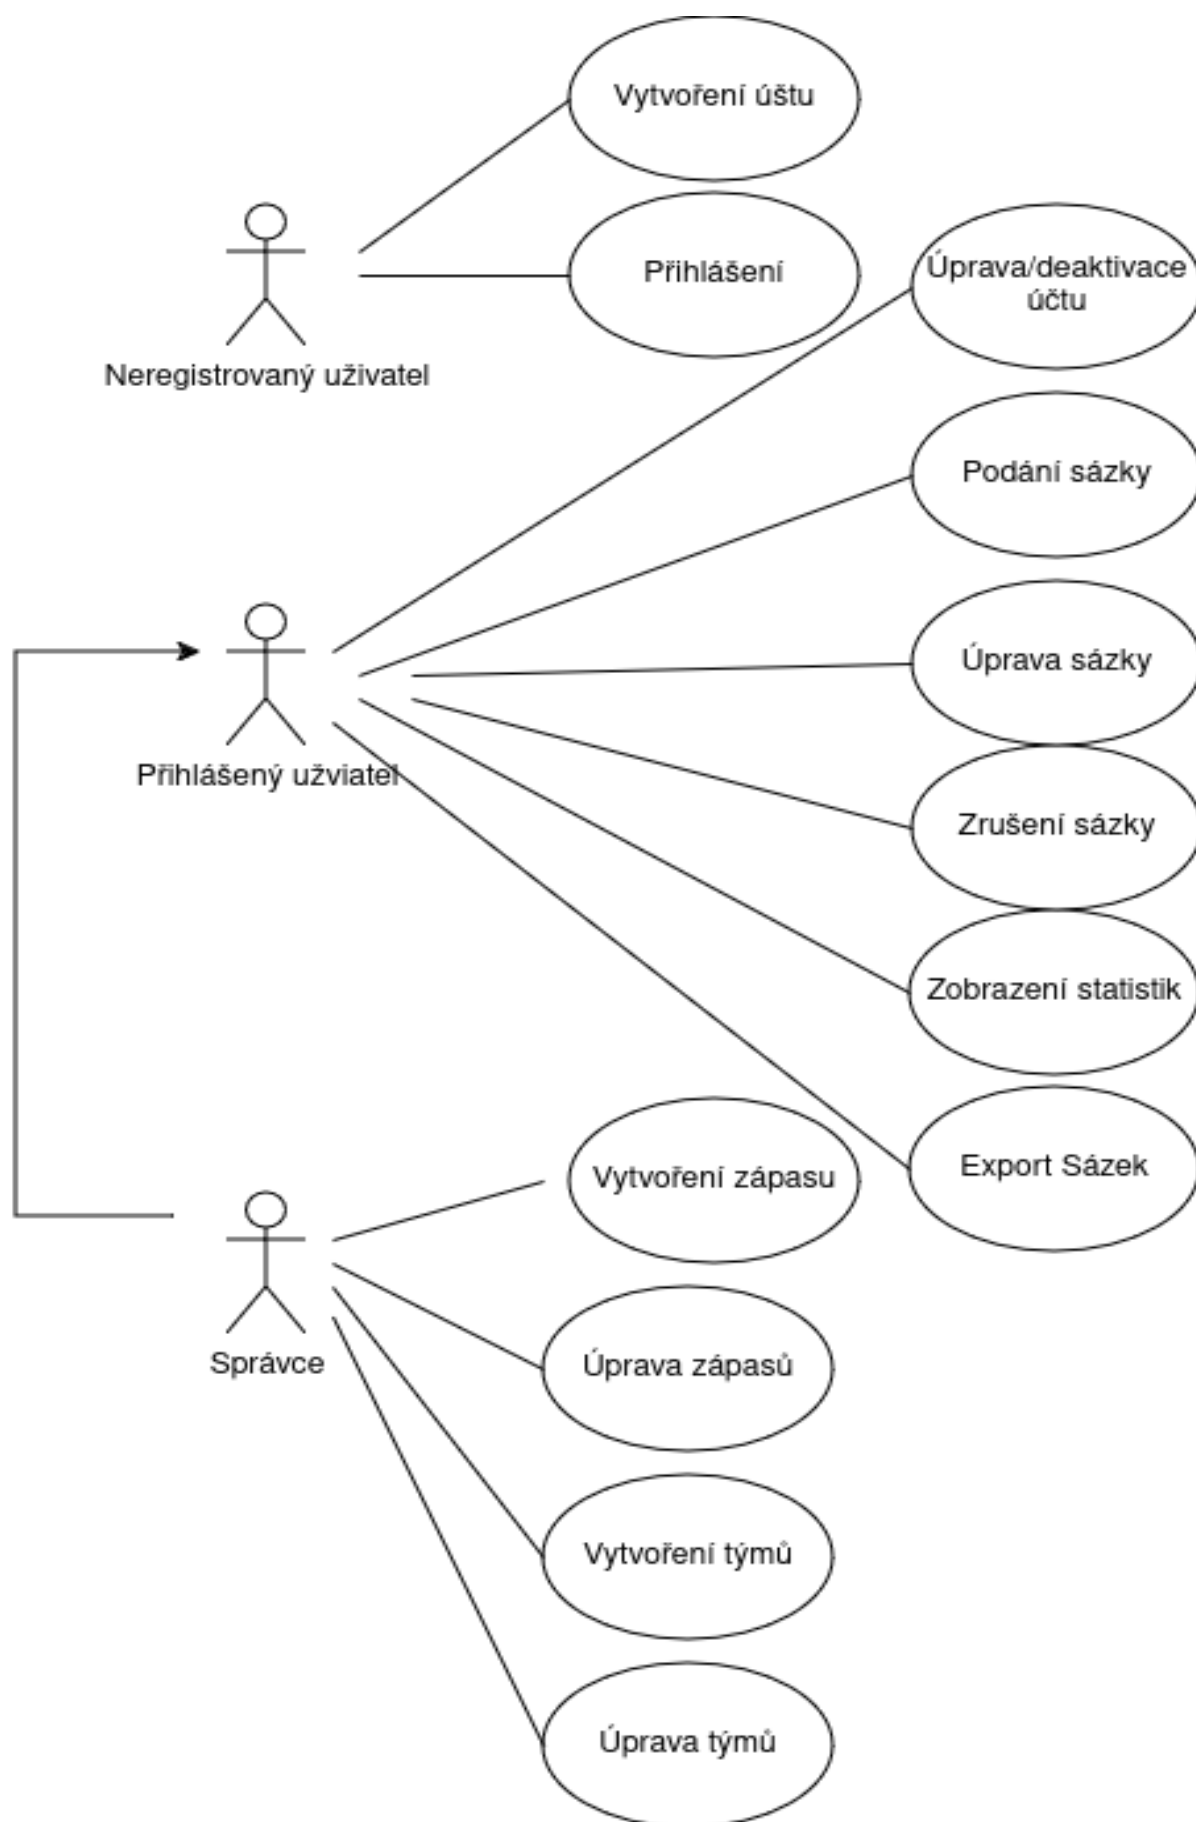 Vytvoření úštu
Přihlášení
Neregistrovaný uživatel
Úprava/deaktivace
účtu
Podání sázky
Úprava sázky
Přihlášený užviatel
Zrušení sázky
Zobrazení statistik
Export Sázek
Vytvoření zápasu
Správce
Úprava zápasů
Vytvoření týmů
Úprava týmů